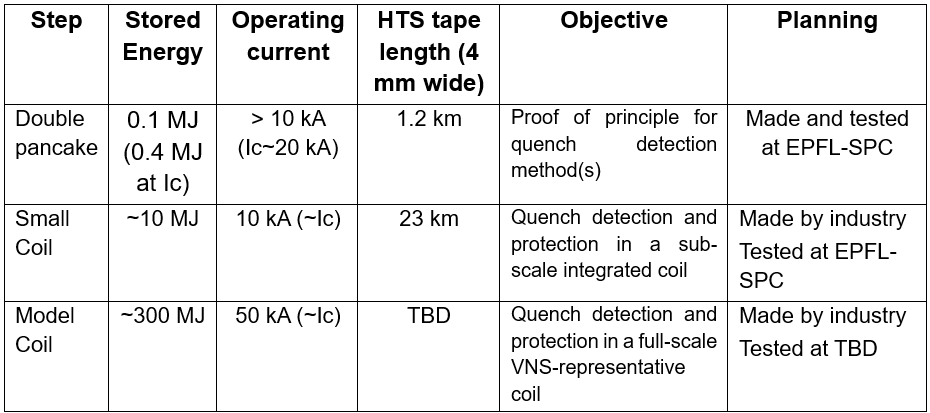 Step
Stored
Energy
Operating
current
HTS tape
length (4
mm wide)
Objective
Planning
Double
pancake
0.1 MJ
(0.4 MJ
at Ic)
> 10 kA
(Ic~20 kA)
1.2 km
Proof of principle for
quench detection
method(s)
Made and tested
at EPFL-SPC
Small
Coil
~10 MJ
10 kA (~Ic)
23 km
Quench detection and
protection in a sub-
scale integrated coil
Made by industry
Tested at EPFL-
SPC
Model
Coil
~300 MJ
50 kA (~Ic)
TBD
Quench detection and
protection in a full-scale
VNS-representative
coil
Made by industry
Tested at TBD